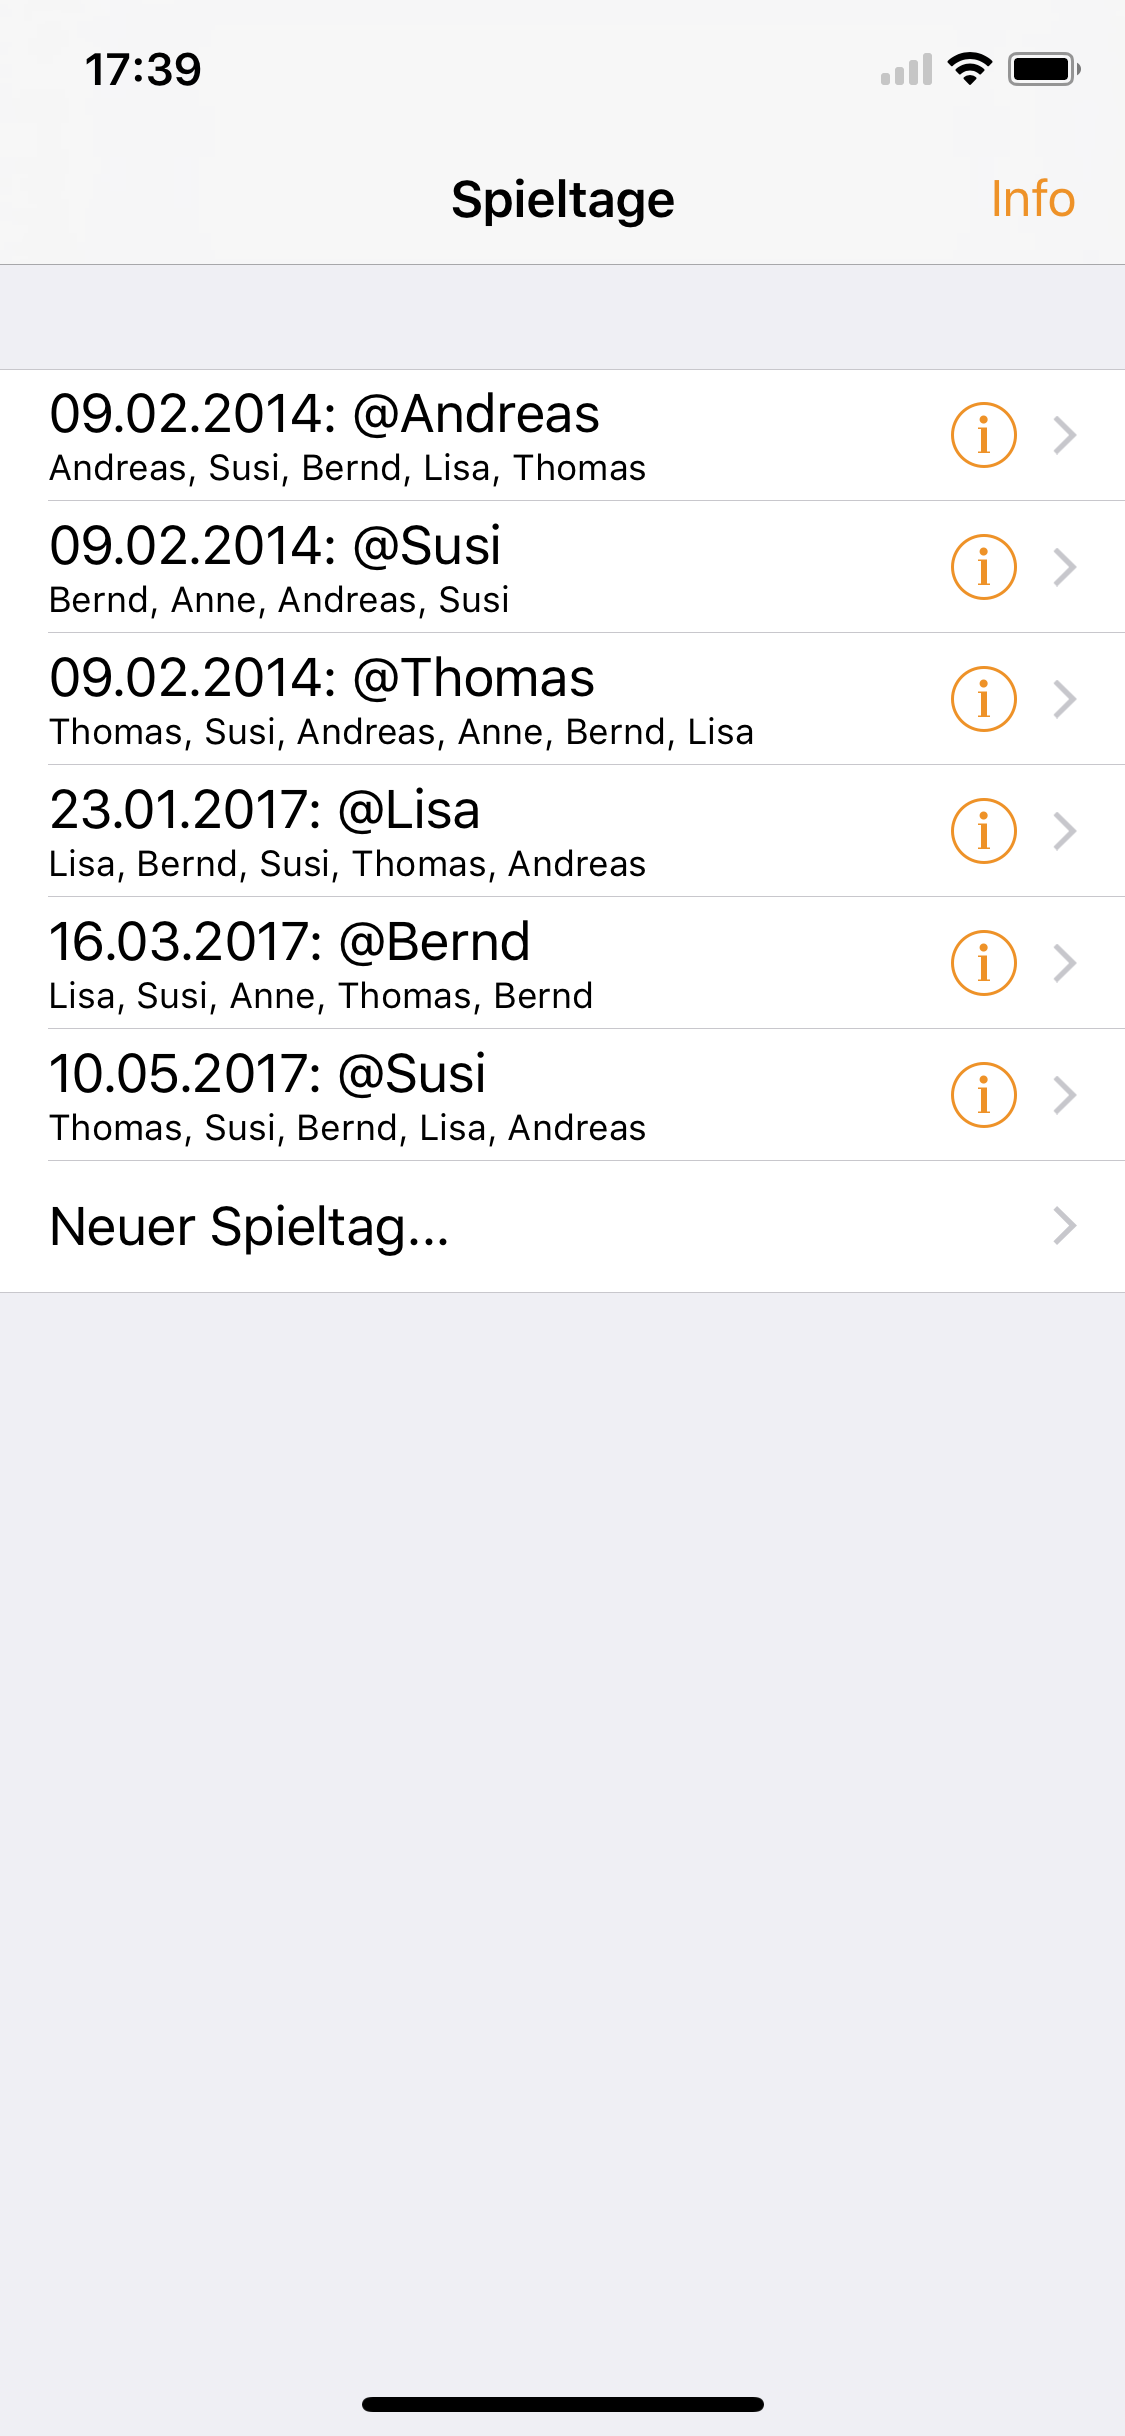 17:39
Spieltage
Info
09.02.2014: @Andreas
Andreas, Susi, Bernd, Lisa, Thomas
09.02.2014: @Susi
Bernd, Anne, Andreas, Susi
09.02.2014: @Thomas
Thomas, Susi, Andreas, Anne, Bernd, Lisa
23.01.2017: @Lisa
Lisa, Bernd, Susi, Thomas, Andreas
16.03.2017: @Bernd
Lisa, Susi, Anne, Thomas, Bernd
10.05.2017: @Susi
Thomas, Susi, Bernd, Lisa, Andreas
Neuer Spieltag...